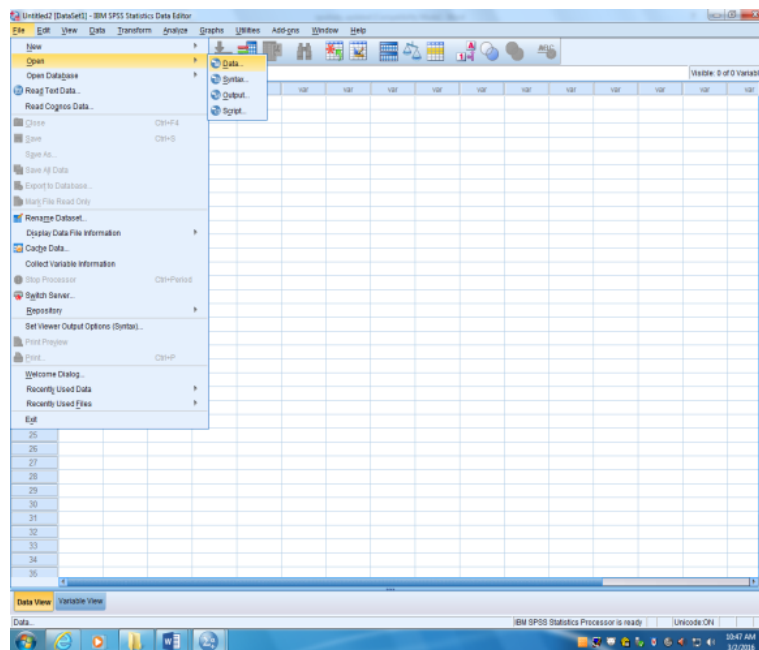 Untitled2 [DataSet3] - IBM SPSS Statistics Data Editor
File Edit View Data Transform Analyze Graphs Utilities Add-ons Window Help
New
Open
Data...
Open Database
Syntax...
Visible: 0 of 0 Variabl
Read Text Data...
Output...
var var var var var var var var var var var
Read Cognos Data...
Script...
Close Ctrl+F4
Save Ctrl+S
Save As...
Save All Data
Export to Database...
Mark File Read Only
Rename Dataset...
Display Data File Information
Cache Data...
Collect Variable Information
Stop Processor Ctrl+Period
Switch Server...
Repository
Set Viewer Output Options (Syntax)...
Print Preview
Print... Ctrl+P
Welcome Dialog...
Recently Used Data
Recently Used Files
Exit
25
26
27
28
29
30
31
32
33
34
35
Data View Variable View
Data... IBM SPSS Statistics Processor is ready Unicode:ON
10:47 AM
3/2/2016